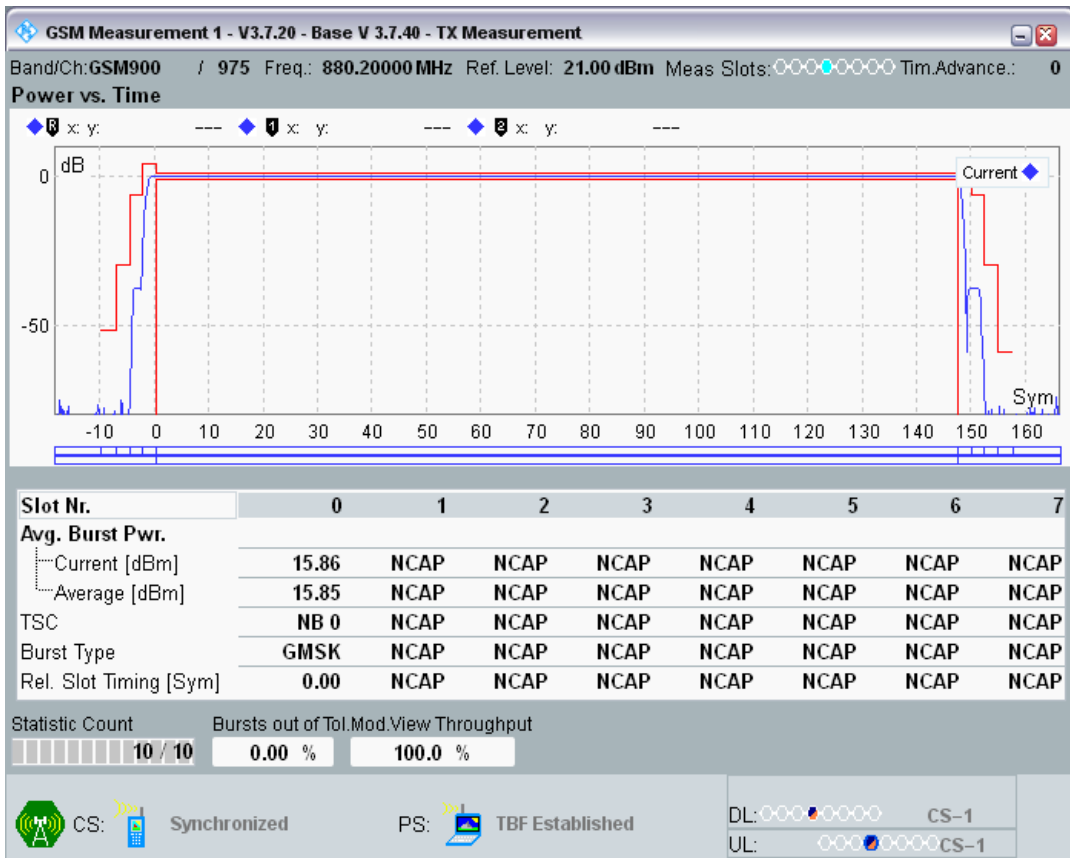 GSM Measurement 1 - V3.7.20 - Base V 3.7.40 - TX Measurement
Band/Ch:GSM900 / 975 Freq.: 880.20000 MHz Ref. Level: 21.00 dBm Meas Slots: Tim.Advance.: 0
Power vs. Time
R x: y: --- 1 x: y: --- 2 x: y: ---
dB
Current
0
-50
Sym
-10 0 10 20 30 40 50 60 70 80 90 100 110 120 130 140 150 160
Slot Nr. 0 1 2 3 4 5 6 7
Avg. Burst Pwr.
Current [dBm] 15.86 NCAP NCAP NCAP NCAP NCAP NCAP NCAP
Average [dBm] 15.85 NCAP NCAP NCAP NCAP NCAP NCAP NCAP
TSC NB 0 NCAP NCAP NCAP NCAP NCAP NCAP NCAP
Burst Type GMSK NCAP NCAP NCAP NCAP NCAP NCAP NCAP
Rel. Slot Timing [Sym] 0.00 NCAP NCAP NCAP NCAP NCAP NCAP NCAP
Statistic Count Bursts out of Tol.Mod.View Throughput
10 / 10 0.00 % 100.0 %
CS: Synchronized PS: TBF Established
DL: CS-1
UL: CS-1